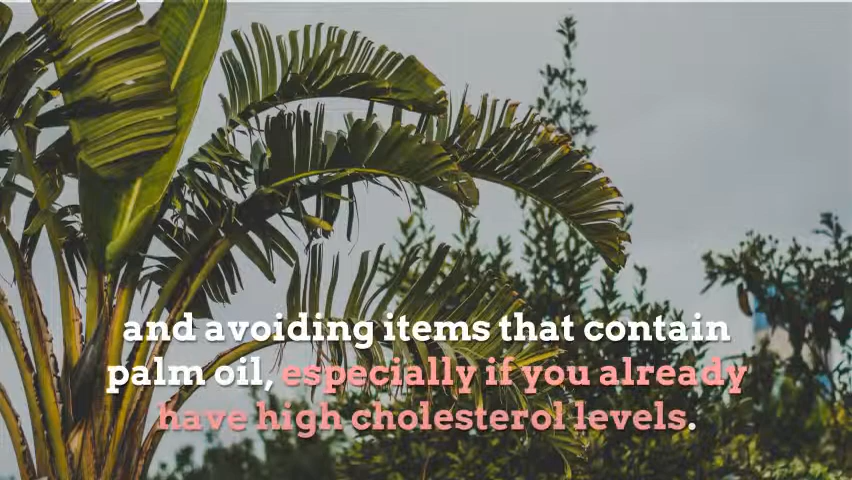 and avoiding items that contain
palm oil, especially if you already
have high cholesterol levels.